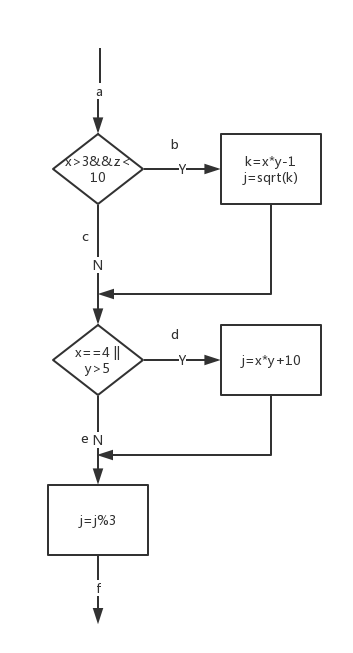 a
x>3&&z<
10
b
Y
k=x*y-1
j=sqrt(k)
c
N
x==4 ||
y>5
d
Y
j=x*y+10
e N
j=j%3
f